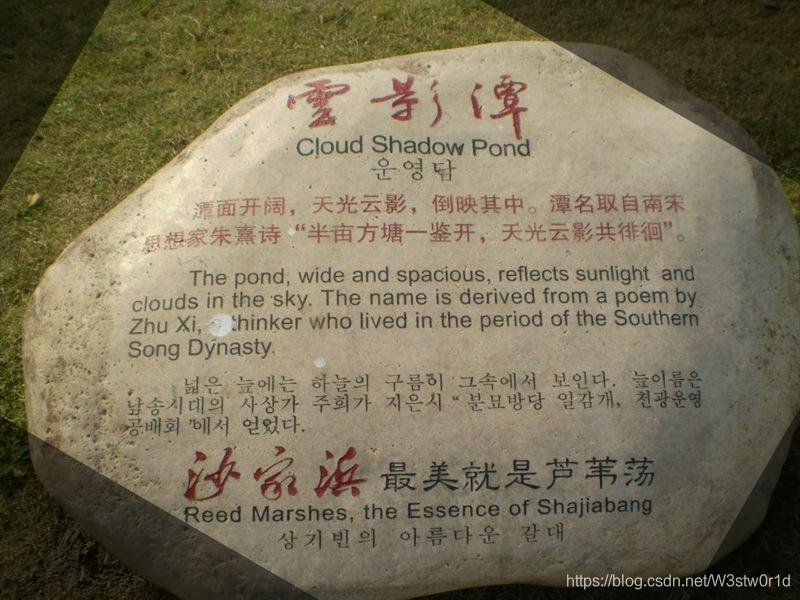 雲影潭
Cloud Shadow Pond
운영담
潭面开阔，天光云影，倒映其中。潭名取自南宋
思想家朱熹诗“半亩方塘一鉴开，天光云影共徘徊”。
The pond, wide and spacious, reflects sunlight and
clouds in the sky. The name is derived from a poem by
Zhu Xi, thinker who lived in the period of the Southern
Song Dynasty.
넓은 늪에는 하늘의 구름히 그속에서 보인다. 늪이름은
남송시대의 사상가 주희가 지은시 “분묘방당 일감개, 천광운영
공배회”에서 얻었다.
沙家浜 最美就是芦苇荡
Reed Marshes, the Essence of Shajiabang
상기빈의 아름다운 갈대
https://blog.csdn.net/W3stw0r1d